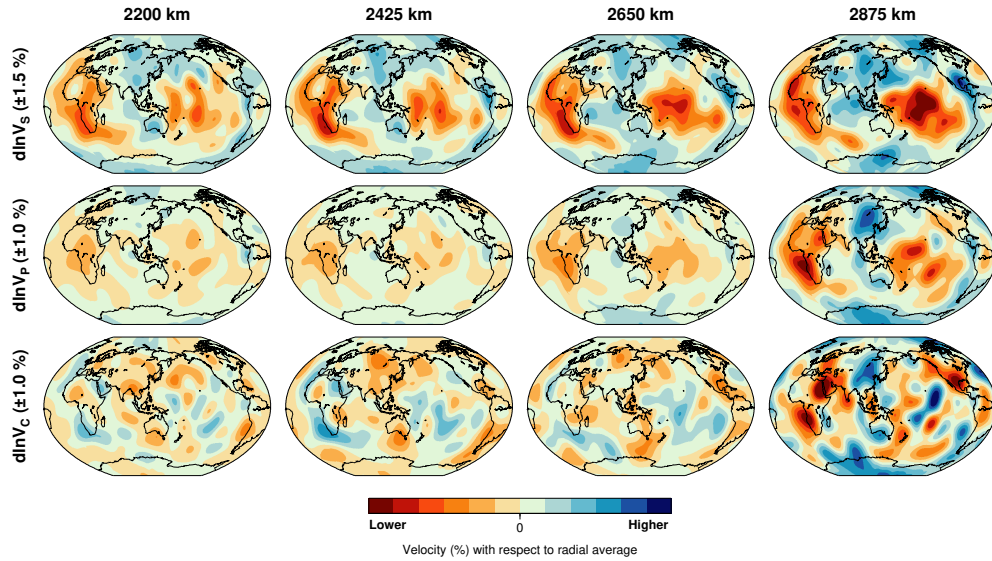 2200 km 2425 km 2650 km 2875 km
dlnV_S (±1.5 %)
dlnV_P (±1.0 %)
dlnV_C (±1.0 %)
Lower 0 Higher
Velocity (%) with respect to radial average